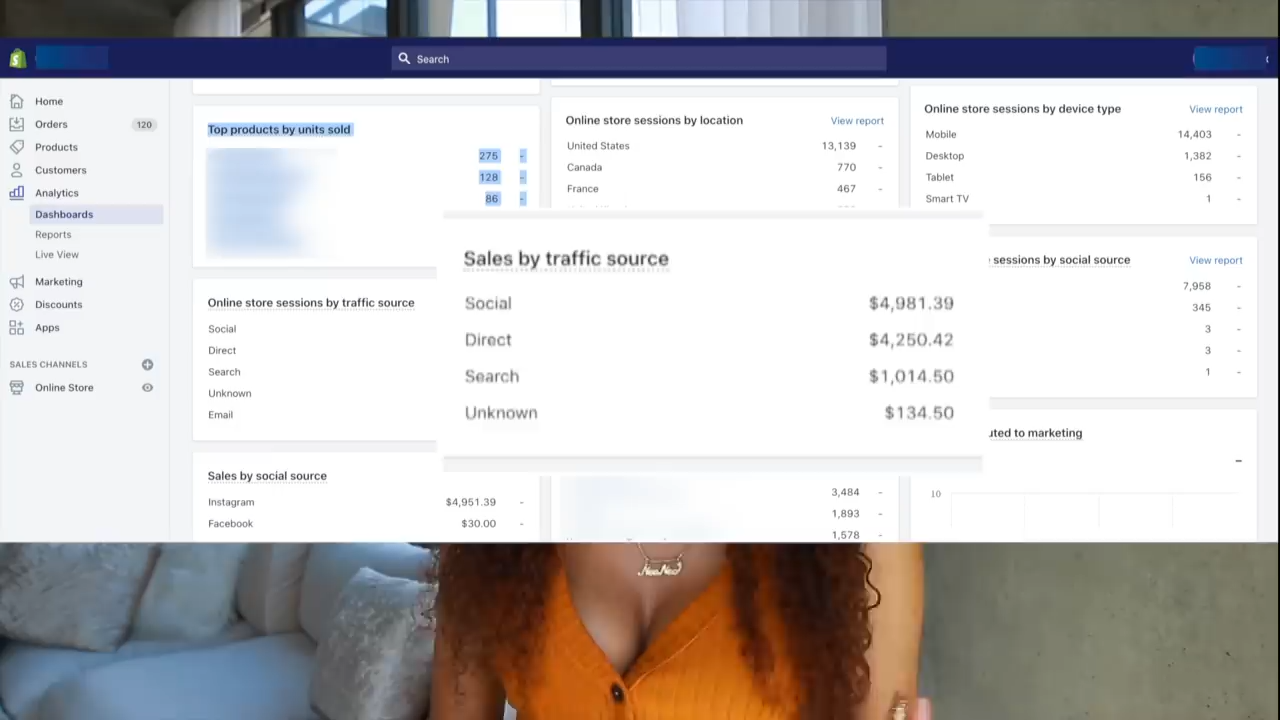 Search
Home
Orders 120
Products
Customers
Analytics
Dashboards
Reports
Live View
Marketing
Discounts
Apps
SALES CHANNELS
Online Store
Top products by units sold
275 -
128 -
86 -
Online store sessions by location View report
United States 13,139 -
Canada 770 -
France 467 -
Online store sessions by device type View report
Mobile 14,403 -
Desktop 1,382 -
Tablet 156 -
Smart TV 1 -
Online store sessions by traffic source
Social
Direct
Search
Unknown
Email
Sales by traffic source
Social $4,981.39
Direct $4,250.42
Search $1,014.50
Unknown $134.50
sessions by social source View report
7,958 -
345 -
3 -
3 -
1 -
Sales by social source
Instagram $4,951.39 -
Facebook $30.00 -
3,484 -
1,893 -
1,578 -
uted to marketing
-
10